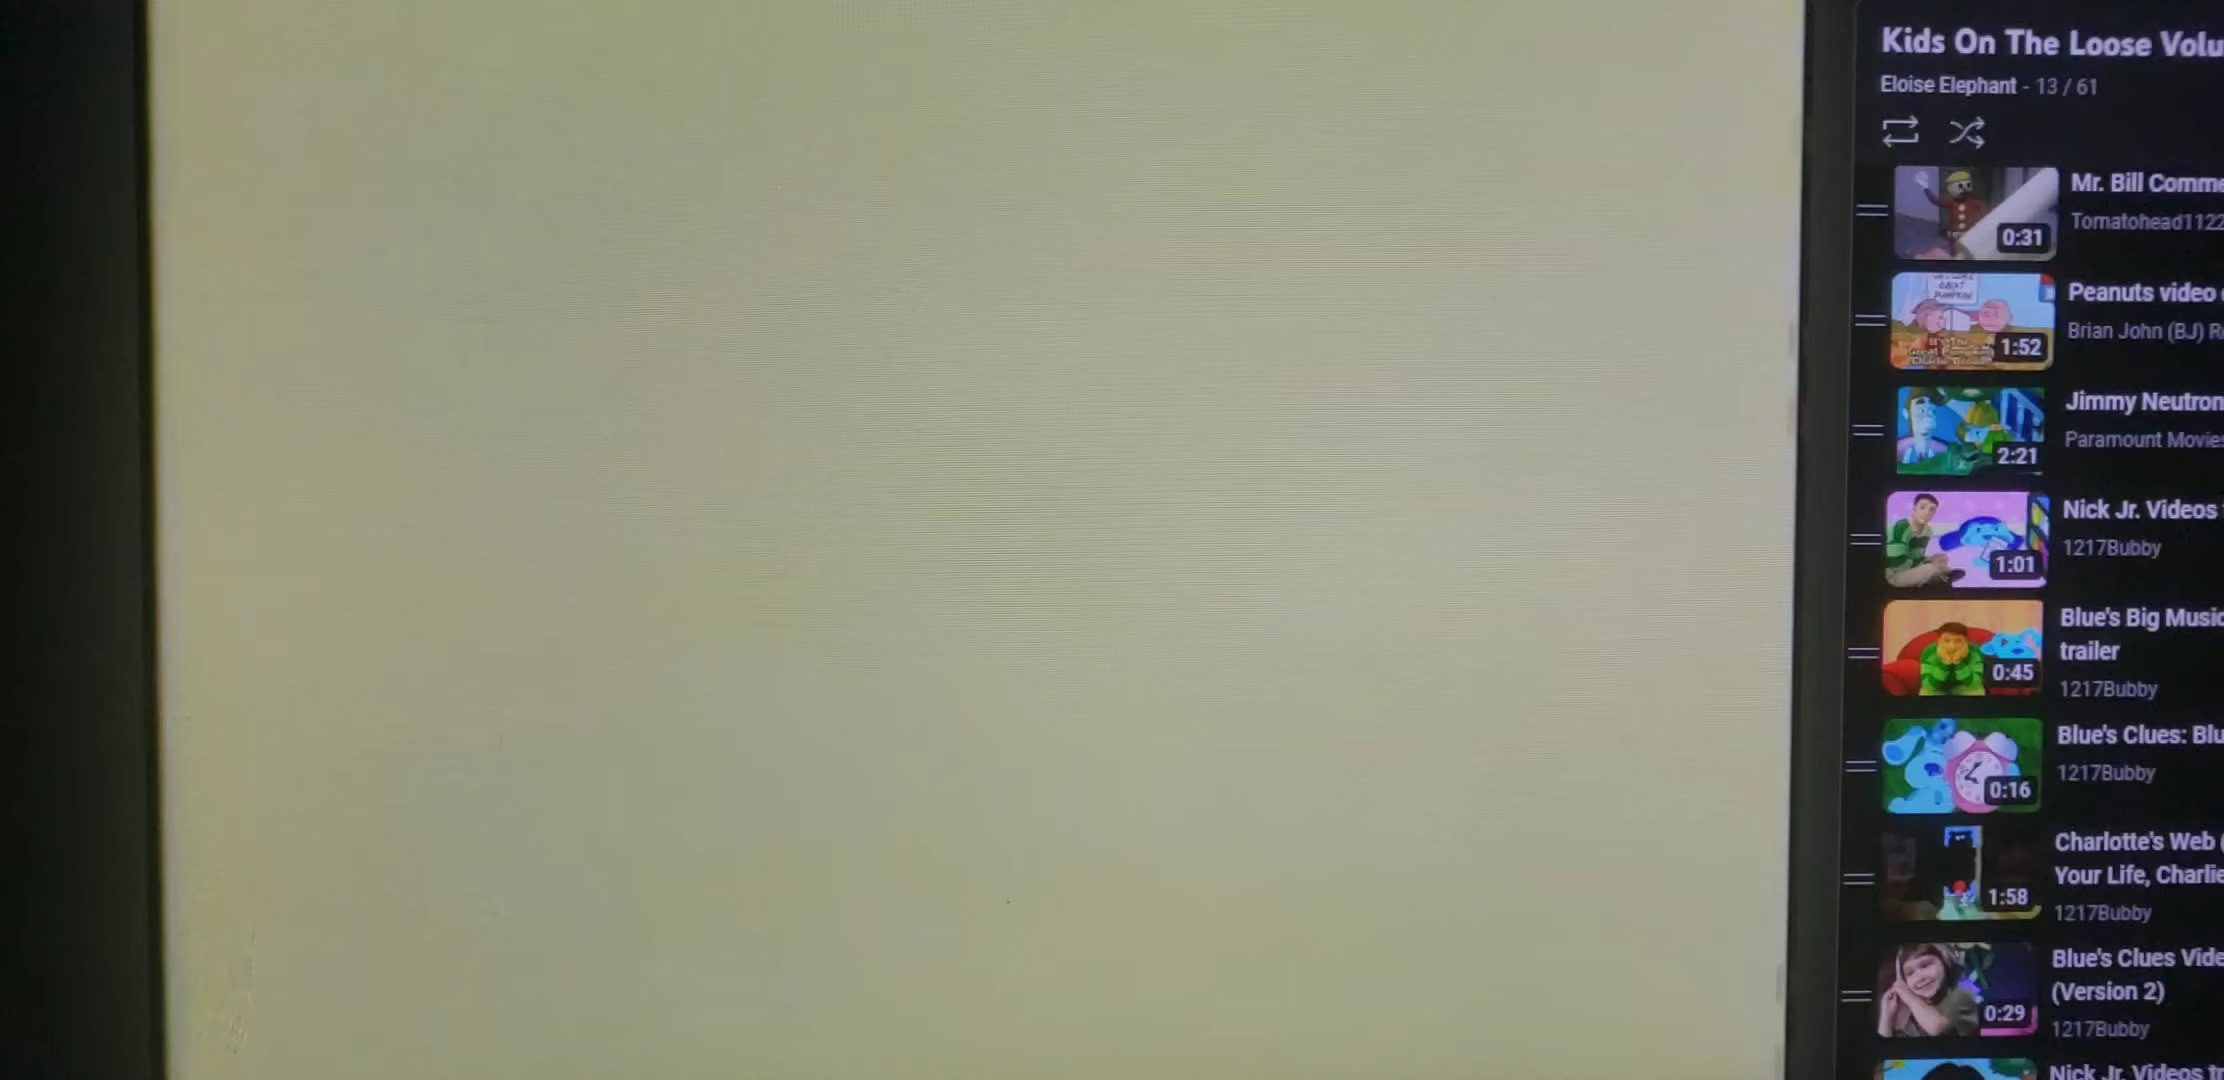 Kids On The Loose Volu
Eloise Elephant - 13 / 61
Mr. Bill Comme
Tomatohead1122
0:31
Peanuts video
Brian John (BJ) R
1:52
Jimmy Neutron
Paramount Movies
2:21
Nick Jr. Videos
1217Bubby
1:01
Blue's Big Music
trailer
1217Bubby
0:45
Blue's Clues: Blu
1217Bubby
0:16
Charlotte's Web (
Your Life, Charlie
1217Bubby
1:58
Blue's Clues Vide
(Version 2)
1217Bubby
0:29
Nick Jr. Videos tr